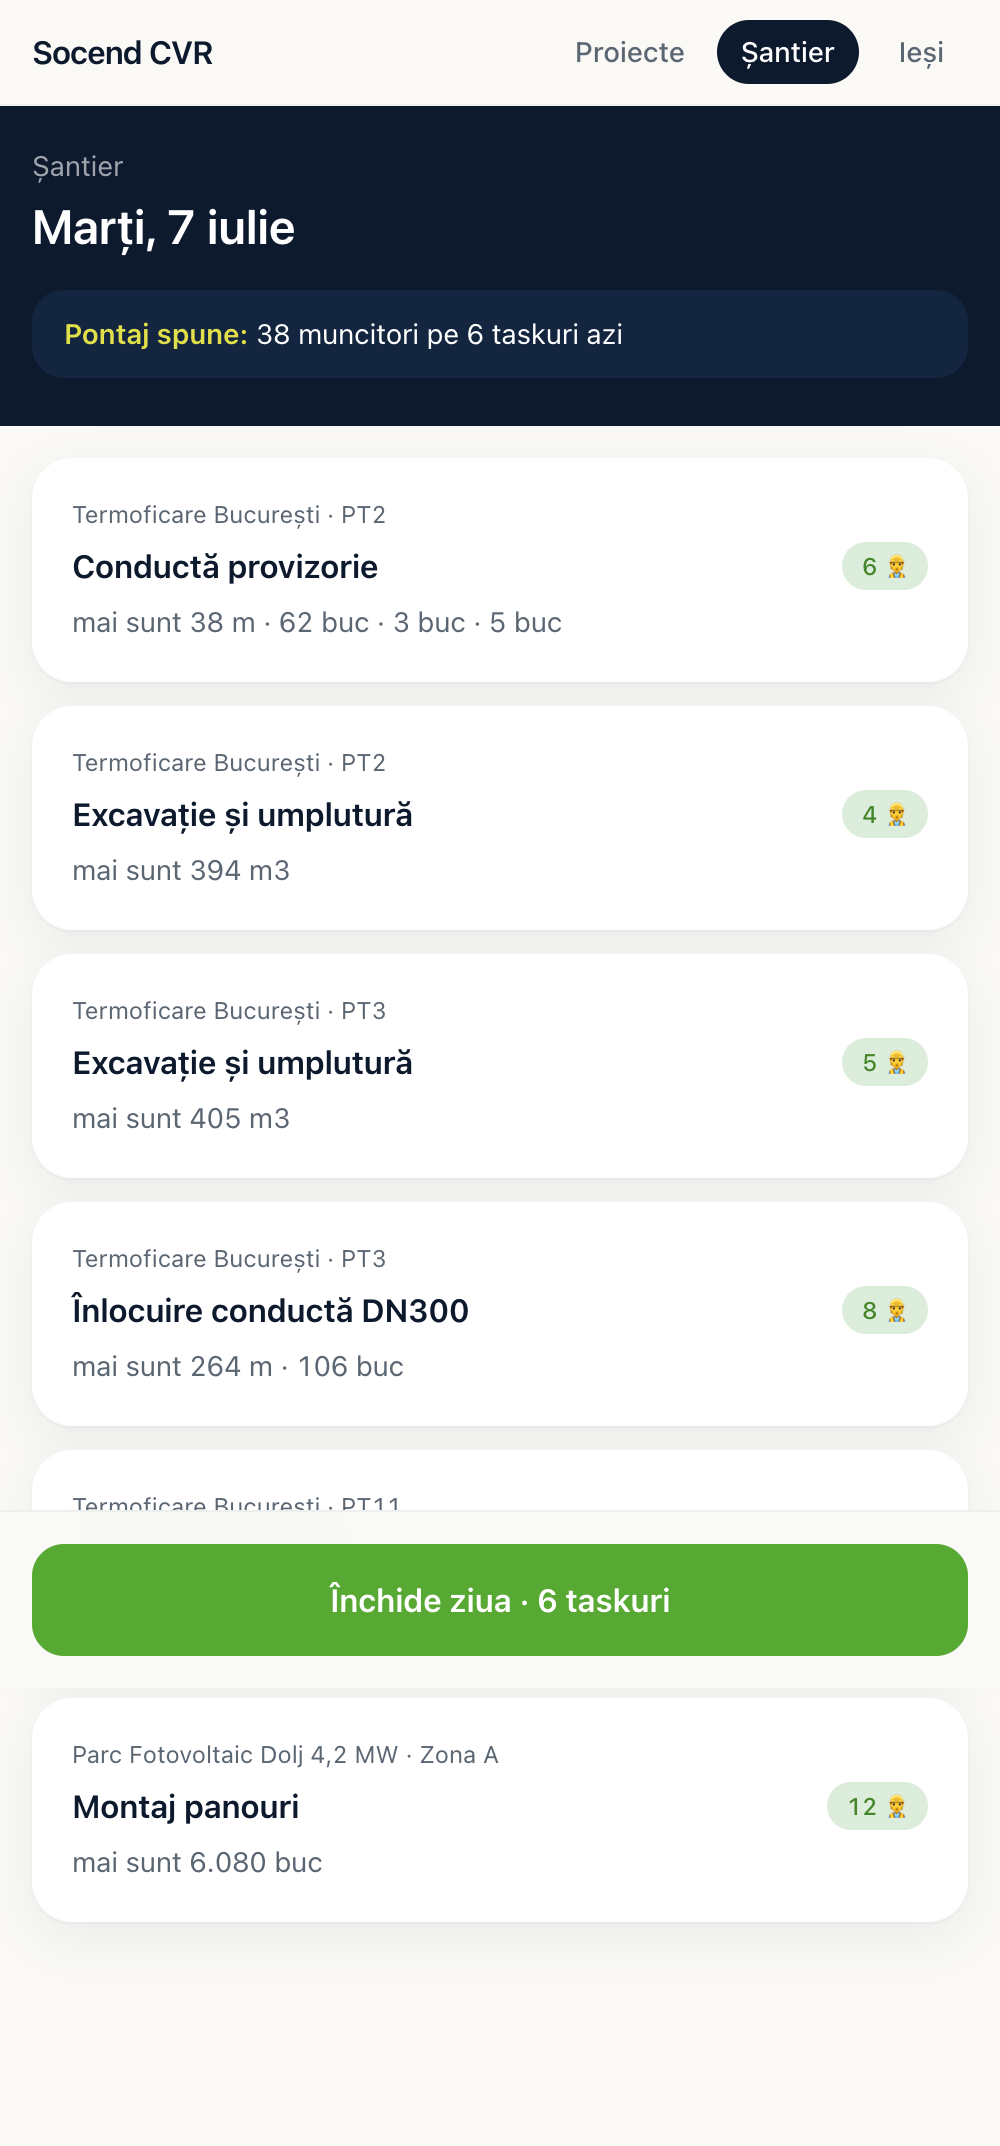 Socend CVR
Proiecte
Șantier
Ieși
Șantier
Marți, 7 iulie
Pontaj spune: 38 muncitori pe 6 taskuri azi
Termoficare București · PT2
Conductă provizorie
6
mai sunt 38 m · 62 buc · 3 buc · 5 buc
Termoficare București · PT2
Excavație și umplutură
4
mai sunt 394 m3
Termoficare București · PT3
Excavație și umplutură
5
mai sunt 405 m3
Termoficare București · PT3
Înlocuire conductă DN300
8
mai sunt 264 m · 106 buc
Termoficare București · PT11
Închide ziua · 6 taskuri
Parc Fotovoltaic Dolj 4,2 MW · Zona A
Montaj panouri
12
mai sunt 6.080 buc